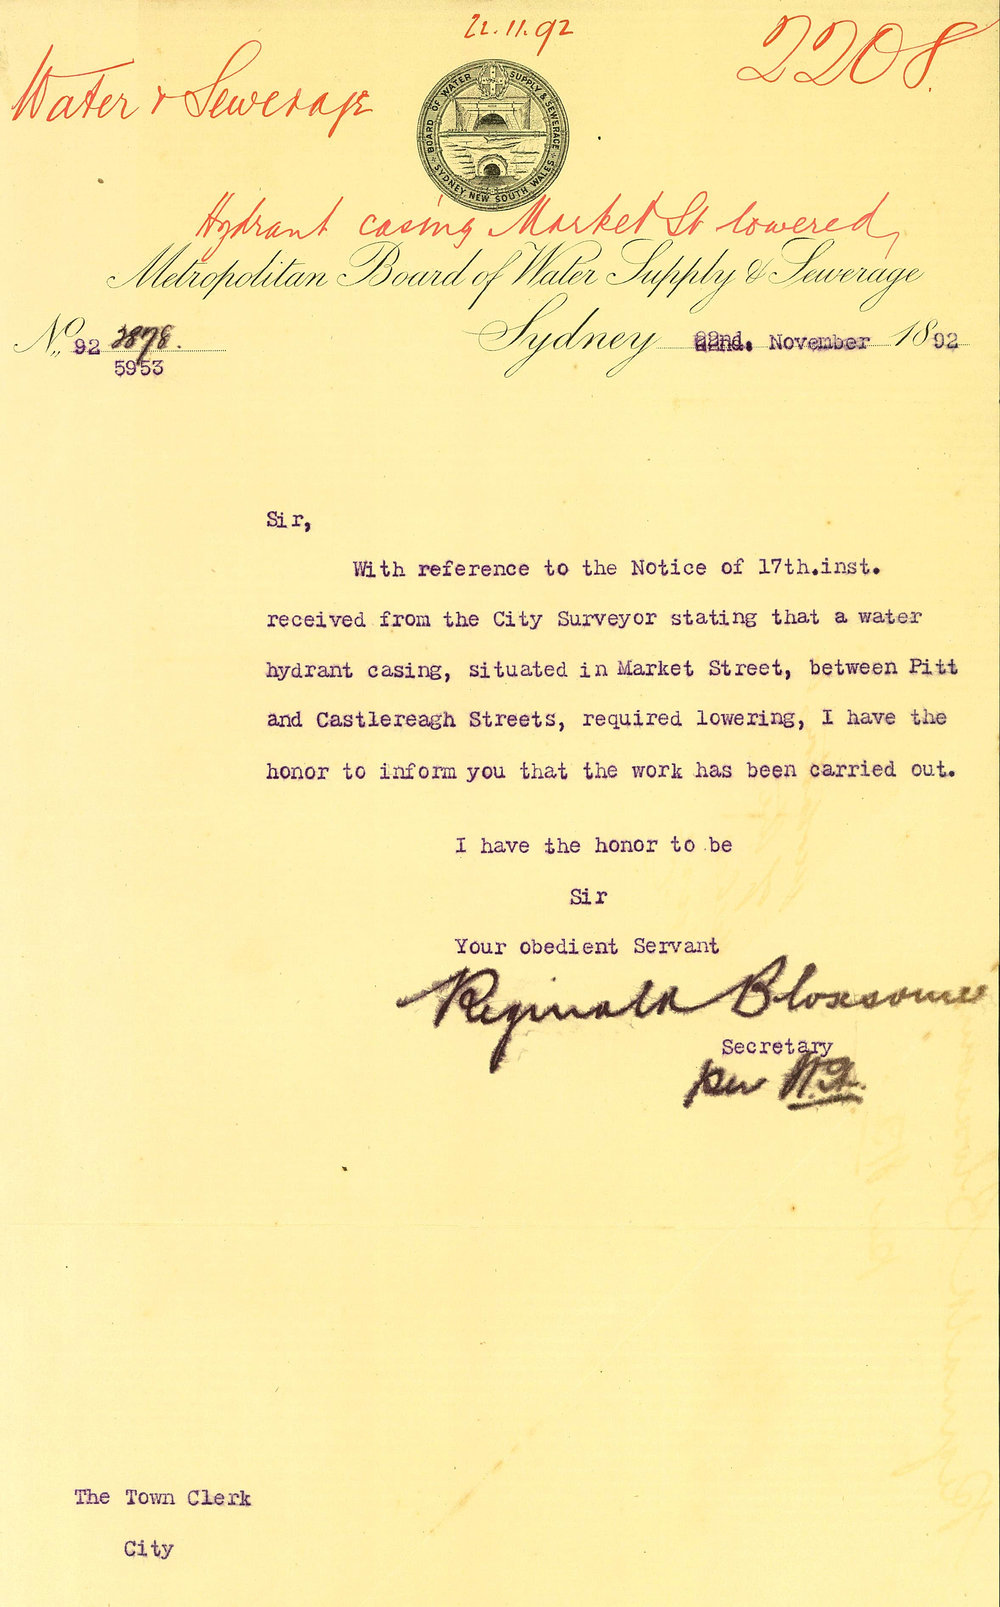 22.11.92
2208.
Water & Sewerage
BOARD OF WATER SUPPLY & SEWERAGE
SYDNEY, NEW SOUTH WALES
Hydrant casing Market St lowered,
Metropolitan Board of Water Supply & Sewerage
No., 92 2878.
5953
Sydney 22nd. November 1892
Sir,
With reference to the Notice of 17th.inst.
received from the City Surveyor stating that a water
hydrant casing, situated in Market Street, between Pitt
and Castlereagh Streets, required lowering, I have the
honor to inform you that the work has been carried out.
I have the honor to be
Sir
Your obedient Servant
Reginald Bloxsome
Secretary
per
The Town Clerk
City